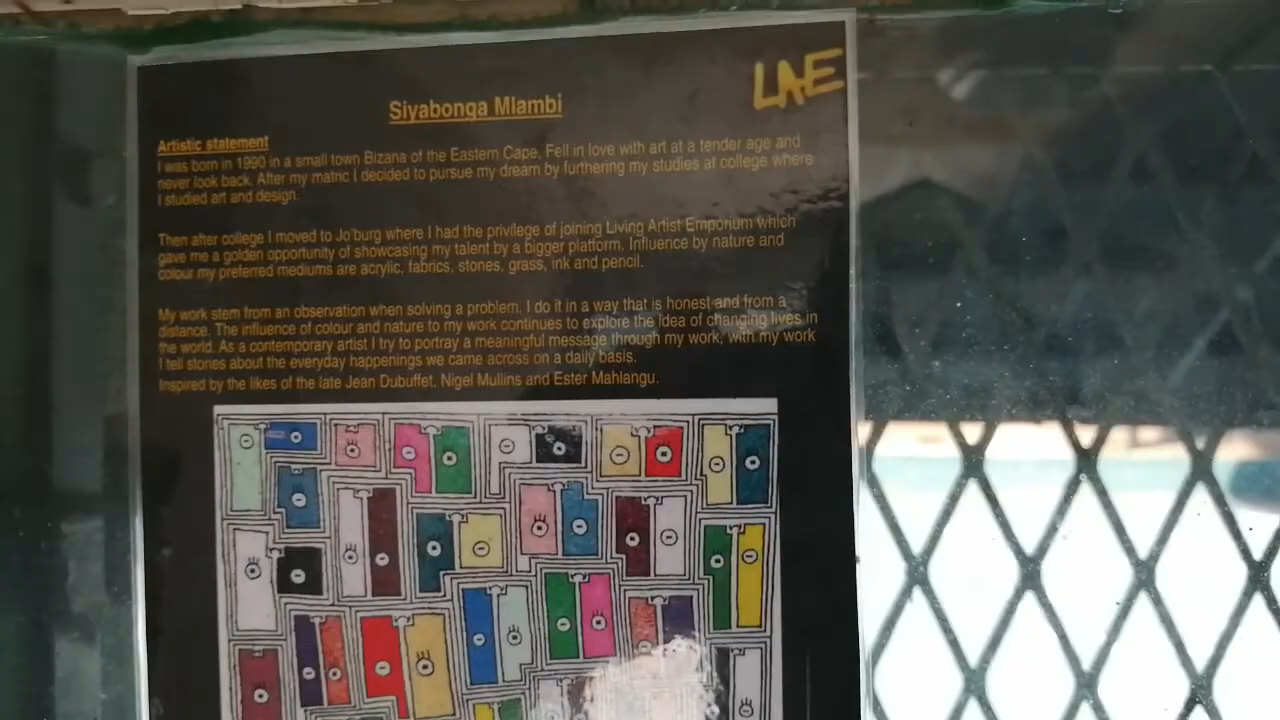 LAE
Siyabonga Mlambi
Artistic statement
I was born in 1990 in a small town Bizana of the Eastern Cape. Fell in love with art at a tender age and
never look back. After my matric I decided to pursue my dream by furthering my studies at college where
I studied art and design.
Then after college I moved to Jo'burg where I had the privilege of joining Living Artist Emporium which
gave me a golden opportunity of showcasing my talent by a bigger platform. Influence by nature and
colour my preferred mediums are acrylic, fabrics, stones, grass, ink and pencil.
My work stem from an observation when solving a problem. I do it in a way that is honest and from a
distance. The influence of colour and nature to my work continues to explore the idea of changing lives in
the world. As a contemporary artist I try to portray a meaningful message through my work, with my work
I tell stories about the everyday happenings we came across on a daily basis.
Inspired by the likes of the late Jean Dubuffet, Nigel Mullins and Ester Mahlangu.